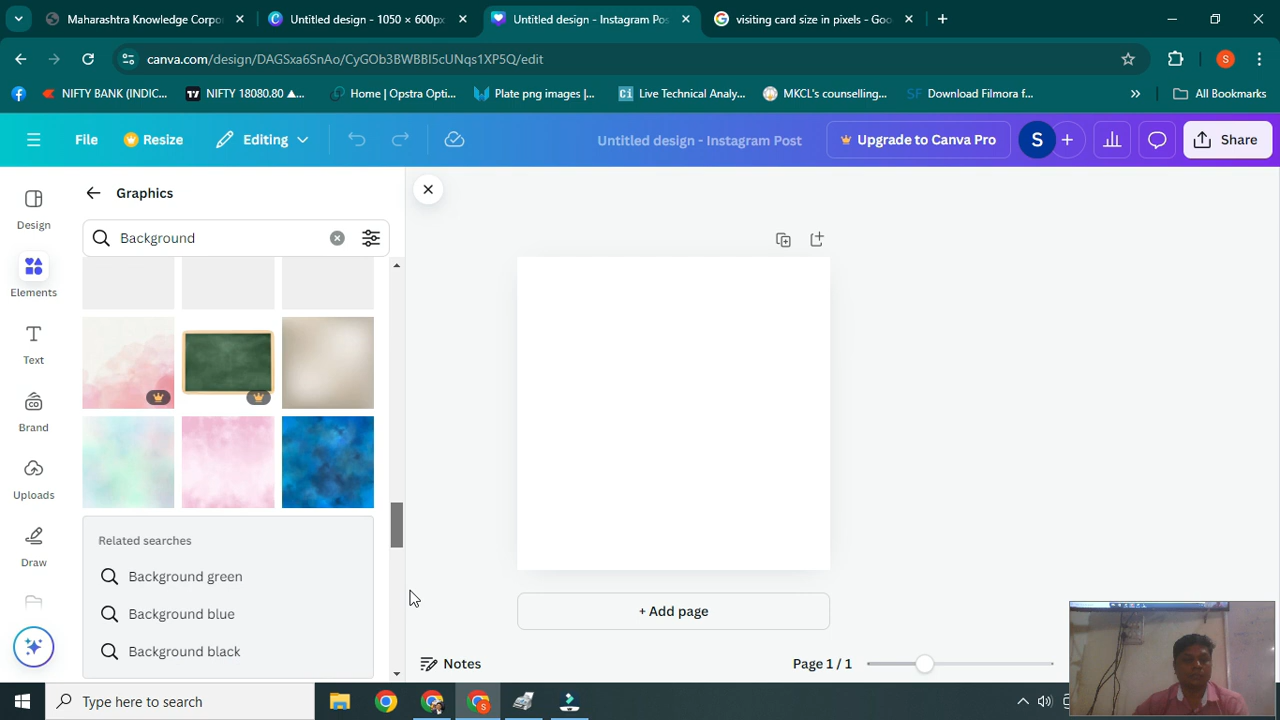 Maharashtra Knowledge Corpo
Untitled design - 1050 × 600px
Untitled design - Instagram Pos
visiting card size in pixels - Goo
canva.com/design/DAGSxa6SnAo/CyGOb3BWBBI5cUNqs1XP5Q/edit
S
NIFTY BANK (INDIC...
NIFTY 18080.80 ▲...
Home | Opstra Opti...
Plate png images |...
Ci Live Technical Analy...
MKCL's counselling...
SF Download Filmora f...
»
All Bookmarks
File
Resize
Editing
Untitled design - Instagram Post
Upgrade to Canva Pro
S
Share
Design
Elements
Text
Brand
Uploads
Draw
Graphics
Background
Related searches
Background green
Background blue
Background black
+ Add page
Notes
Page 1 / 1
Type here to search